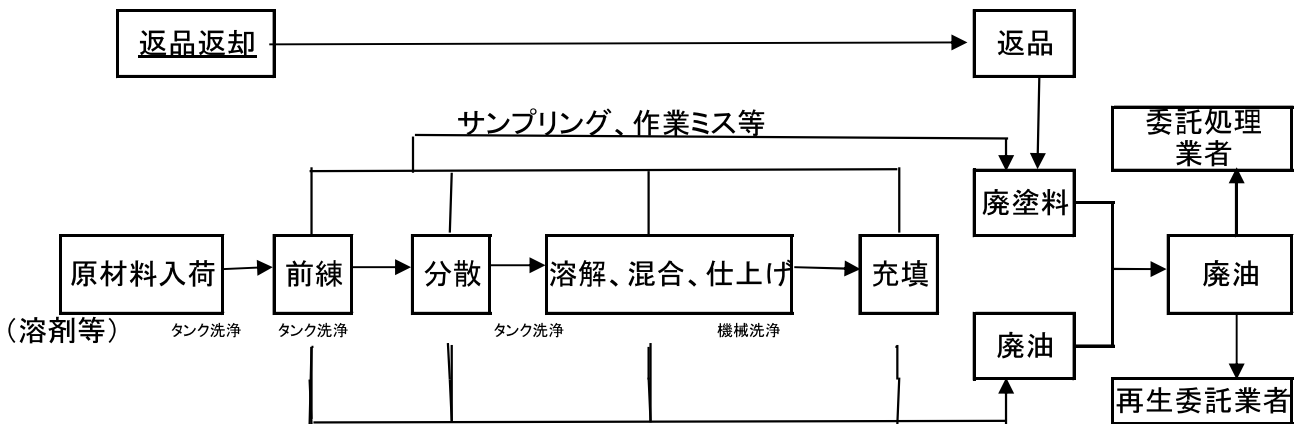 返品返却
返品
サンプリング、作業ミス等
委託処理
業者
廃塗料
原材料入荷
前練
分散
溶解、混合、仕上げ
充填
廃油
（溶剤等）
タンク洗浄
タンク洗浄
タンク洗浄
機械洗浄
廃油
再生委託業者